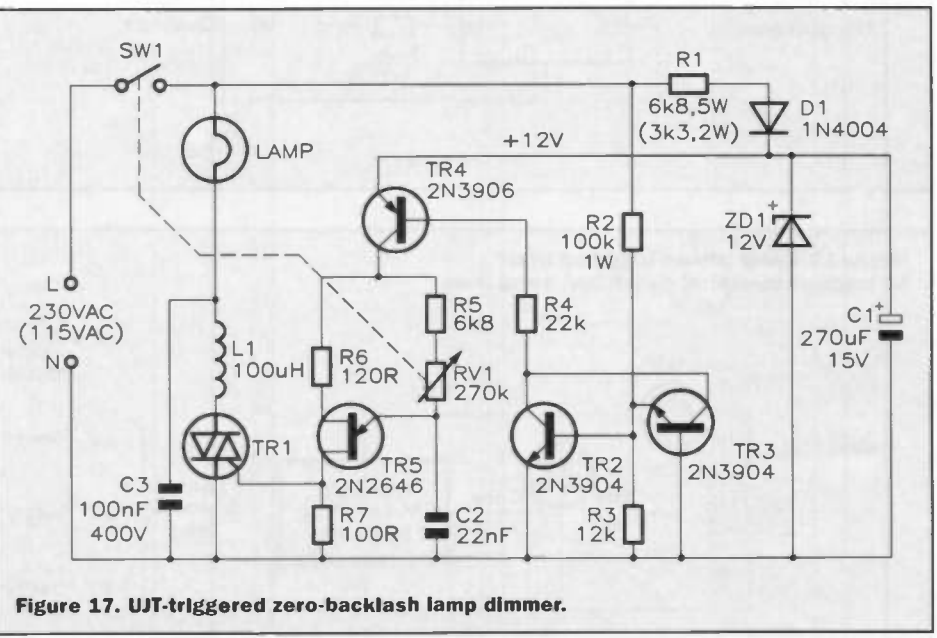 SW1
R1
6k8,5W
(3k3,2W)
D1
1N4004
LAMP
+12V
TR4
2N3906
R2
100k
1W
ZD1
+
12V
L
230VAC
(115VAC)
N
R5
6k8
R4
22k
C1
+
270uF
15V
L1
100uH
R6
120R
RV1
270k
TR1
TR5
2N2646
TR2
2N3904
TR3
2N3904
C3
100nF
400V
R7
100R
C2
22nF
R3
12k
Figure 17. UJT-triggered zero-backlash lamp dimmer.